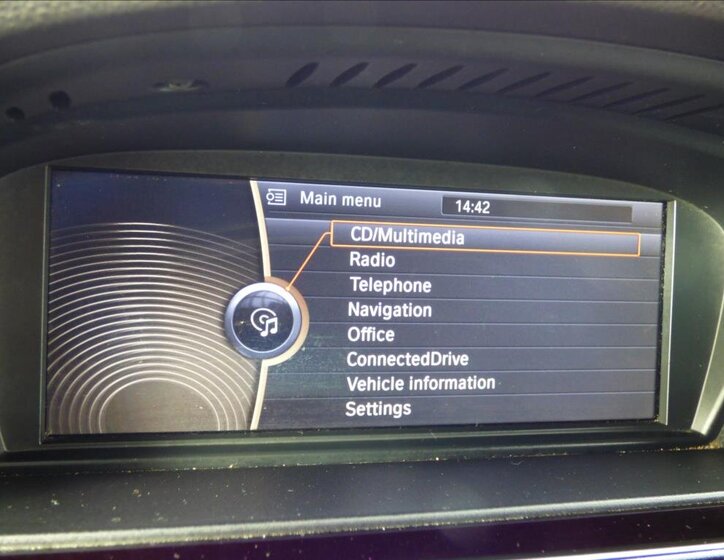 Main menu 14:42
CD/Multimedia
Radio
Telephone
Navigation
Office
ConnectedDrive
Vehicle information
Settings